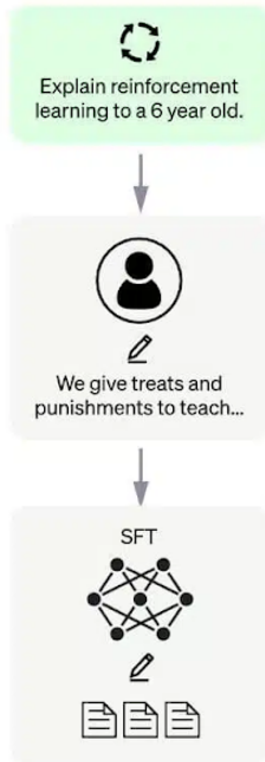 Explain reinforcement
learning to a 6 year old.
We give treats and
punishments to teach...
SFT